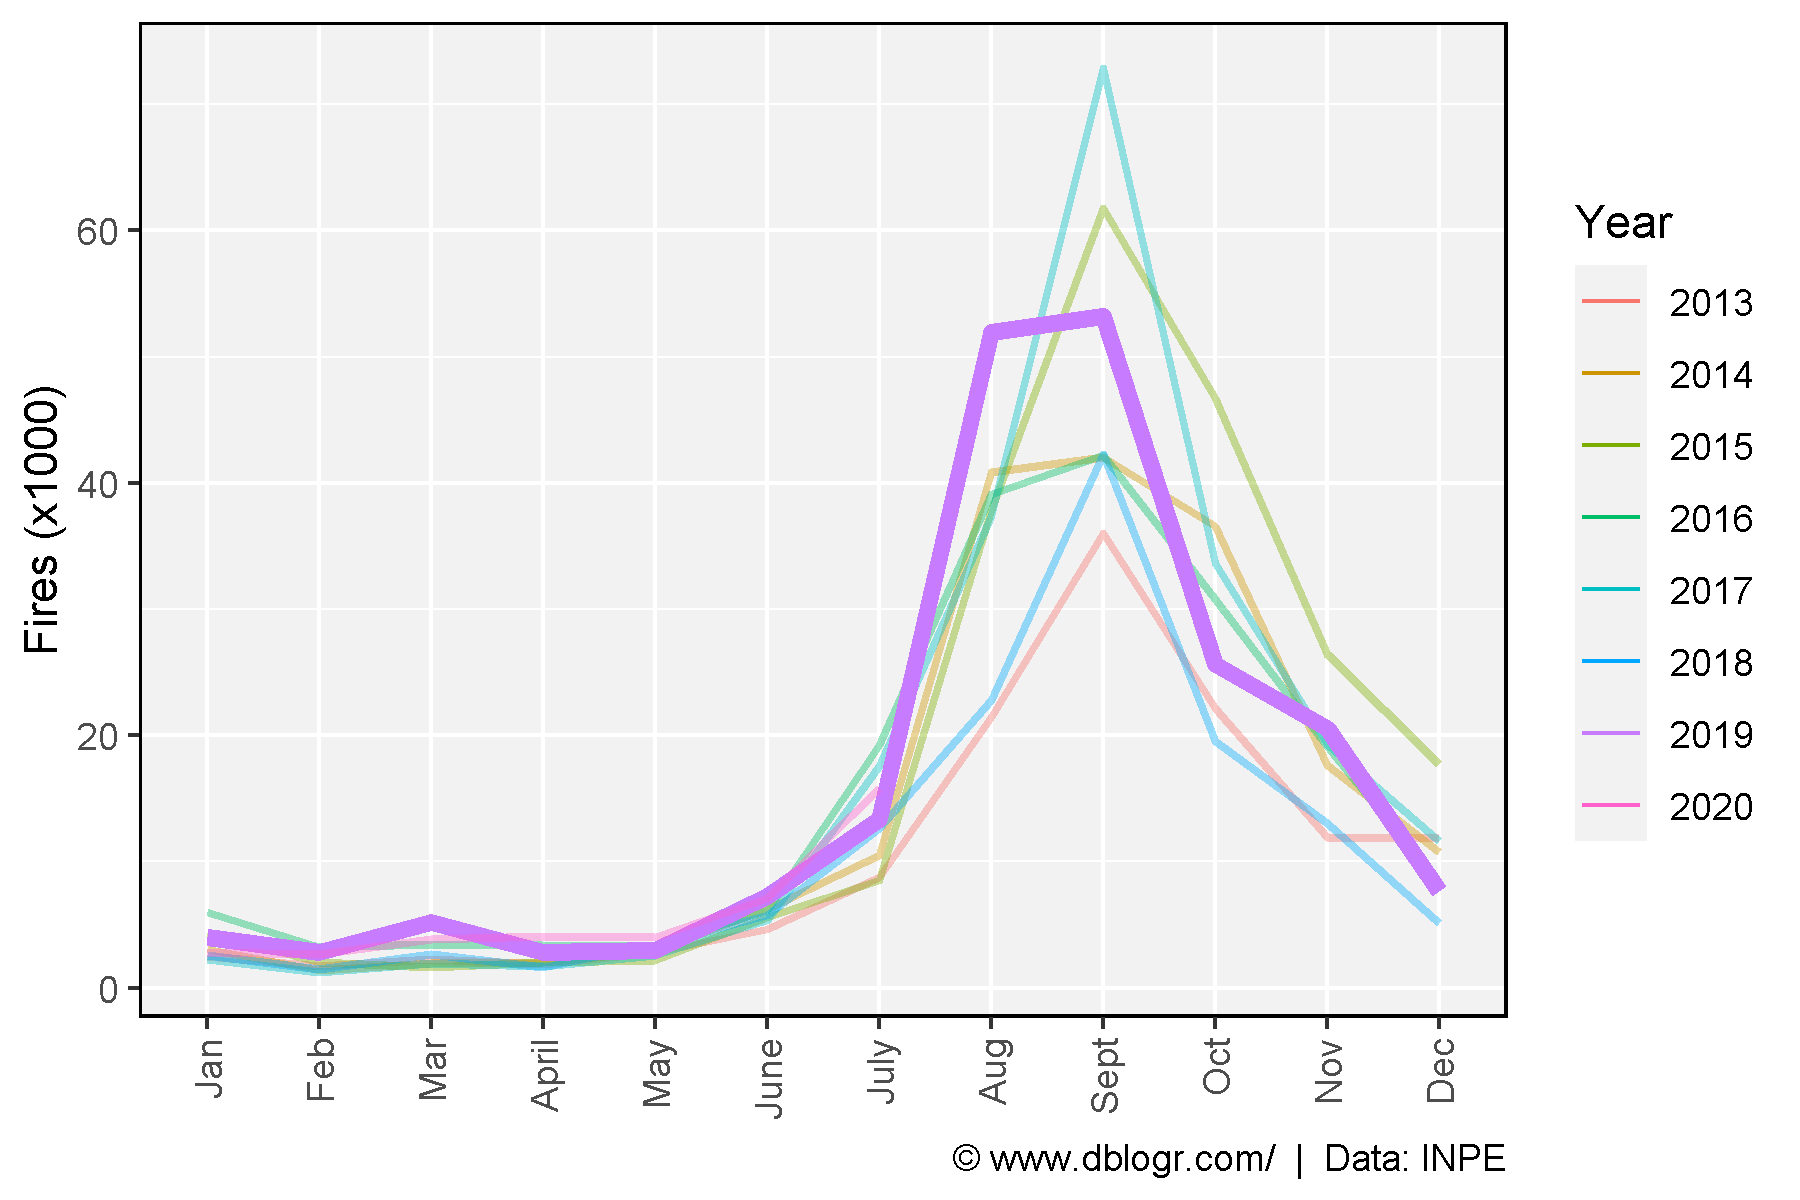 Fires (x1000)
60
40
20
0
Jan
Feb
Mar
April
May
June
July
Aug
Sept
Oct
Nov
Dec
Year
2013
2014
2015
2016
2017
2018
2019
2020
© www.dblogr.com/ | Data: INPE